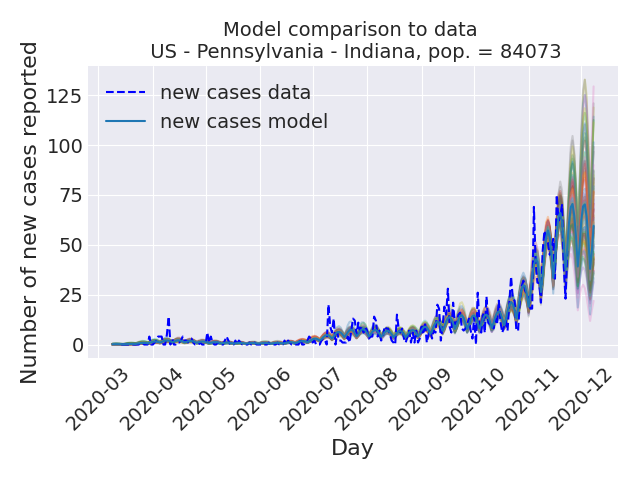 Model comparison to data
US - Pennsylvania - Indiana, pop. = 84073
Number of new cases reported
new cases data
new cases model
125
100
75
50
25
0
2020-03
2020-04
2020-05
2020-06
2020-07
2020-08
2020-09
2020-10
2020-11
2020-12
Day